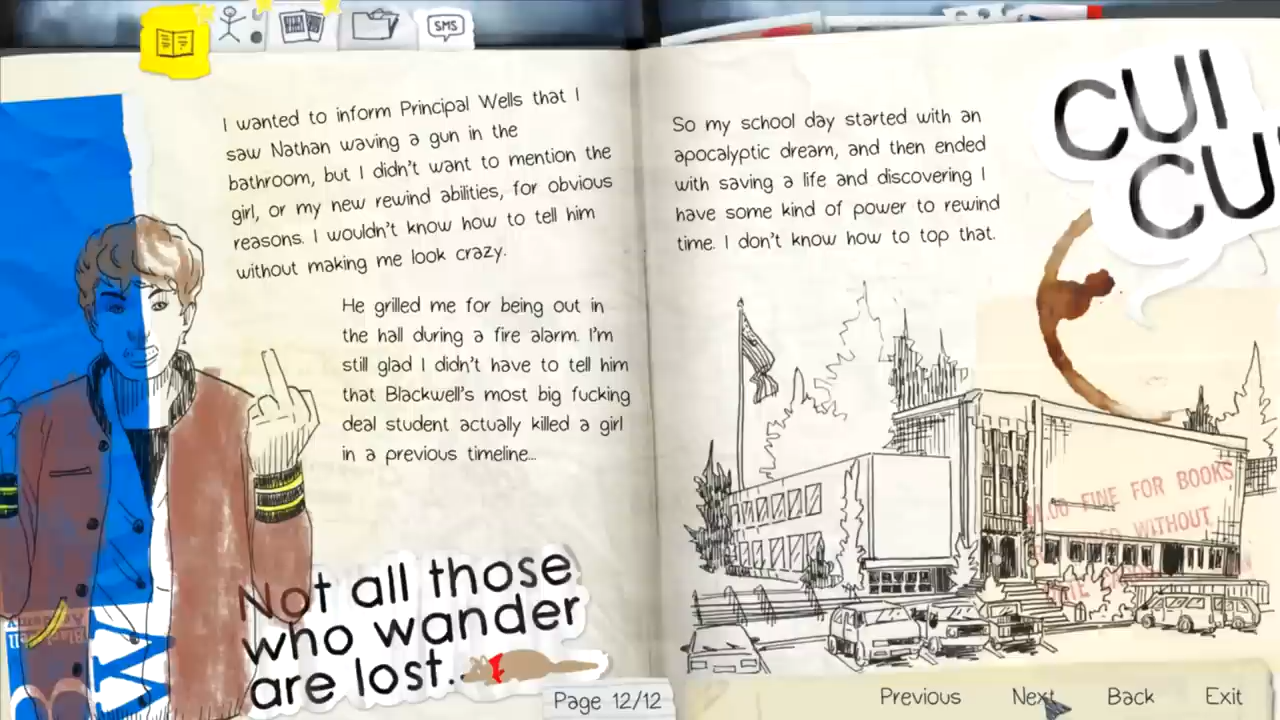 SMS
I wanted to inform Principal Wells that I
saw Nathan waving a gun in the
bathroom, but I didn't want to mention the
girl, or my new rewind abilities, for obvious
reasons. I wouldn't know how to tell him
without making me look crazy.
He grilled me for being out in
the hall during a fire alarm. I'm
still glad I didn't have to tell him
that Blackwell's most big fucking
deal student actually killed a girl
in a previous timeline...
Not all those
who wander
are lost.
Page 12/12
So my school day started with an
apocalyptic dream, and then ended
with saving a life and discovering I
have some kind of power to rewind
time. I don't know how to top that.
CUI
CU
FINE FOR BOOKS
WITHOUT
Previous Next Back Exit